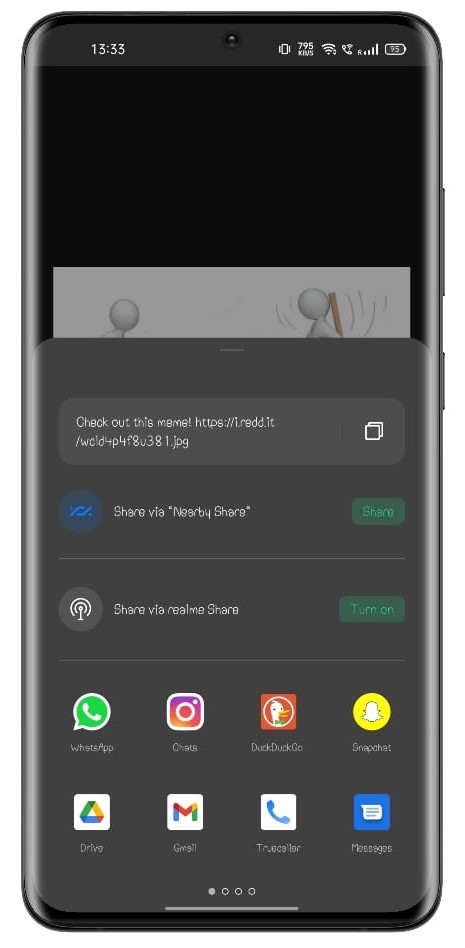 13:33
795
KB/S
R
95
Check out this meme! https://i.redd.it
/wcid4p4f8u381.jpg
Share via "Nearby Share"
Share
Share via realme Share
Turn on
WhatsApp
Chats
DuckDuckGo
Snapchat
Drive
Gmail
Truecaller
Messages